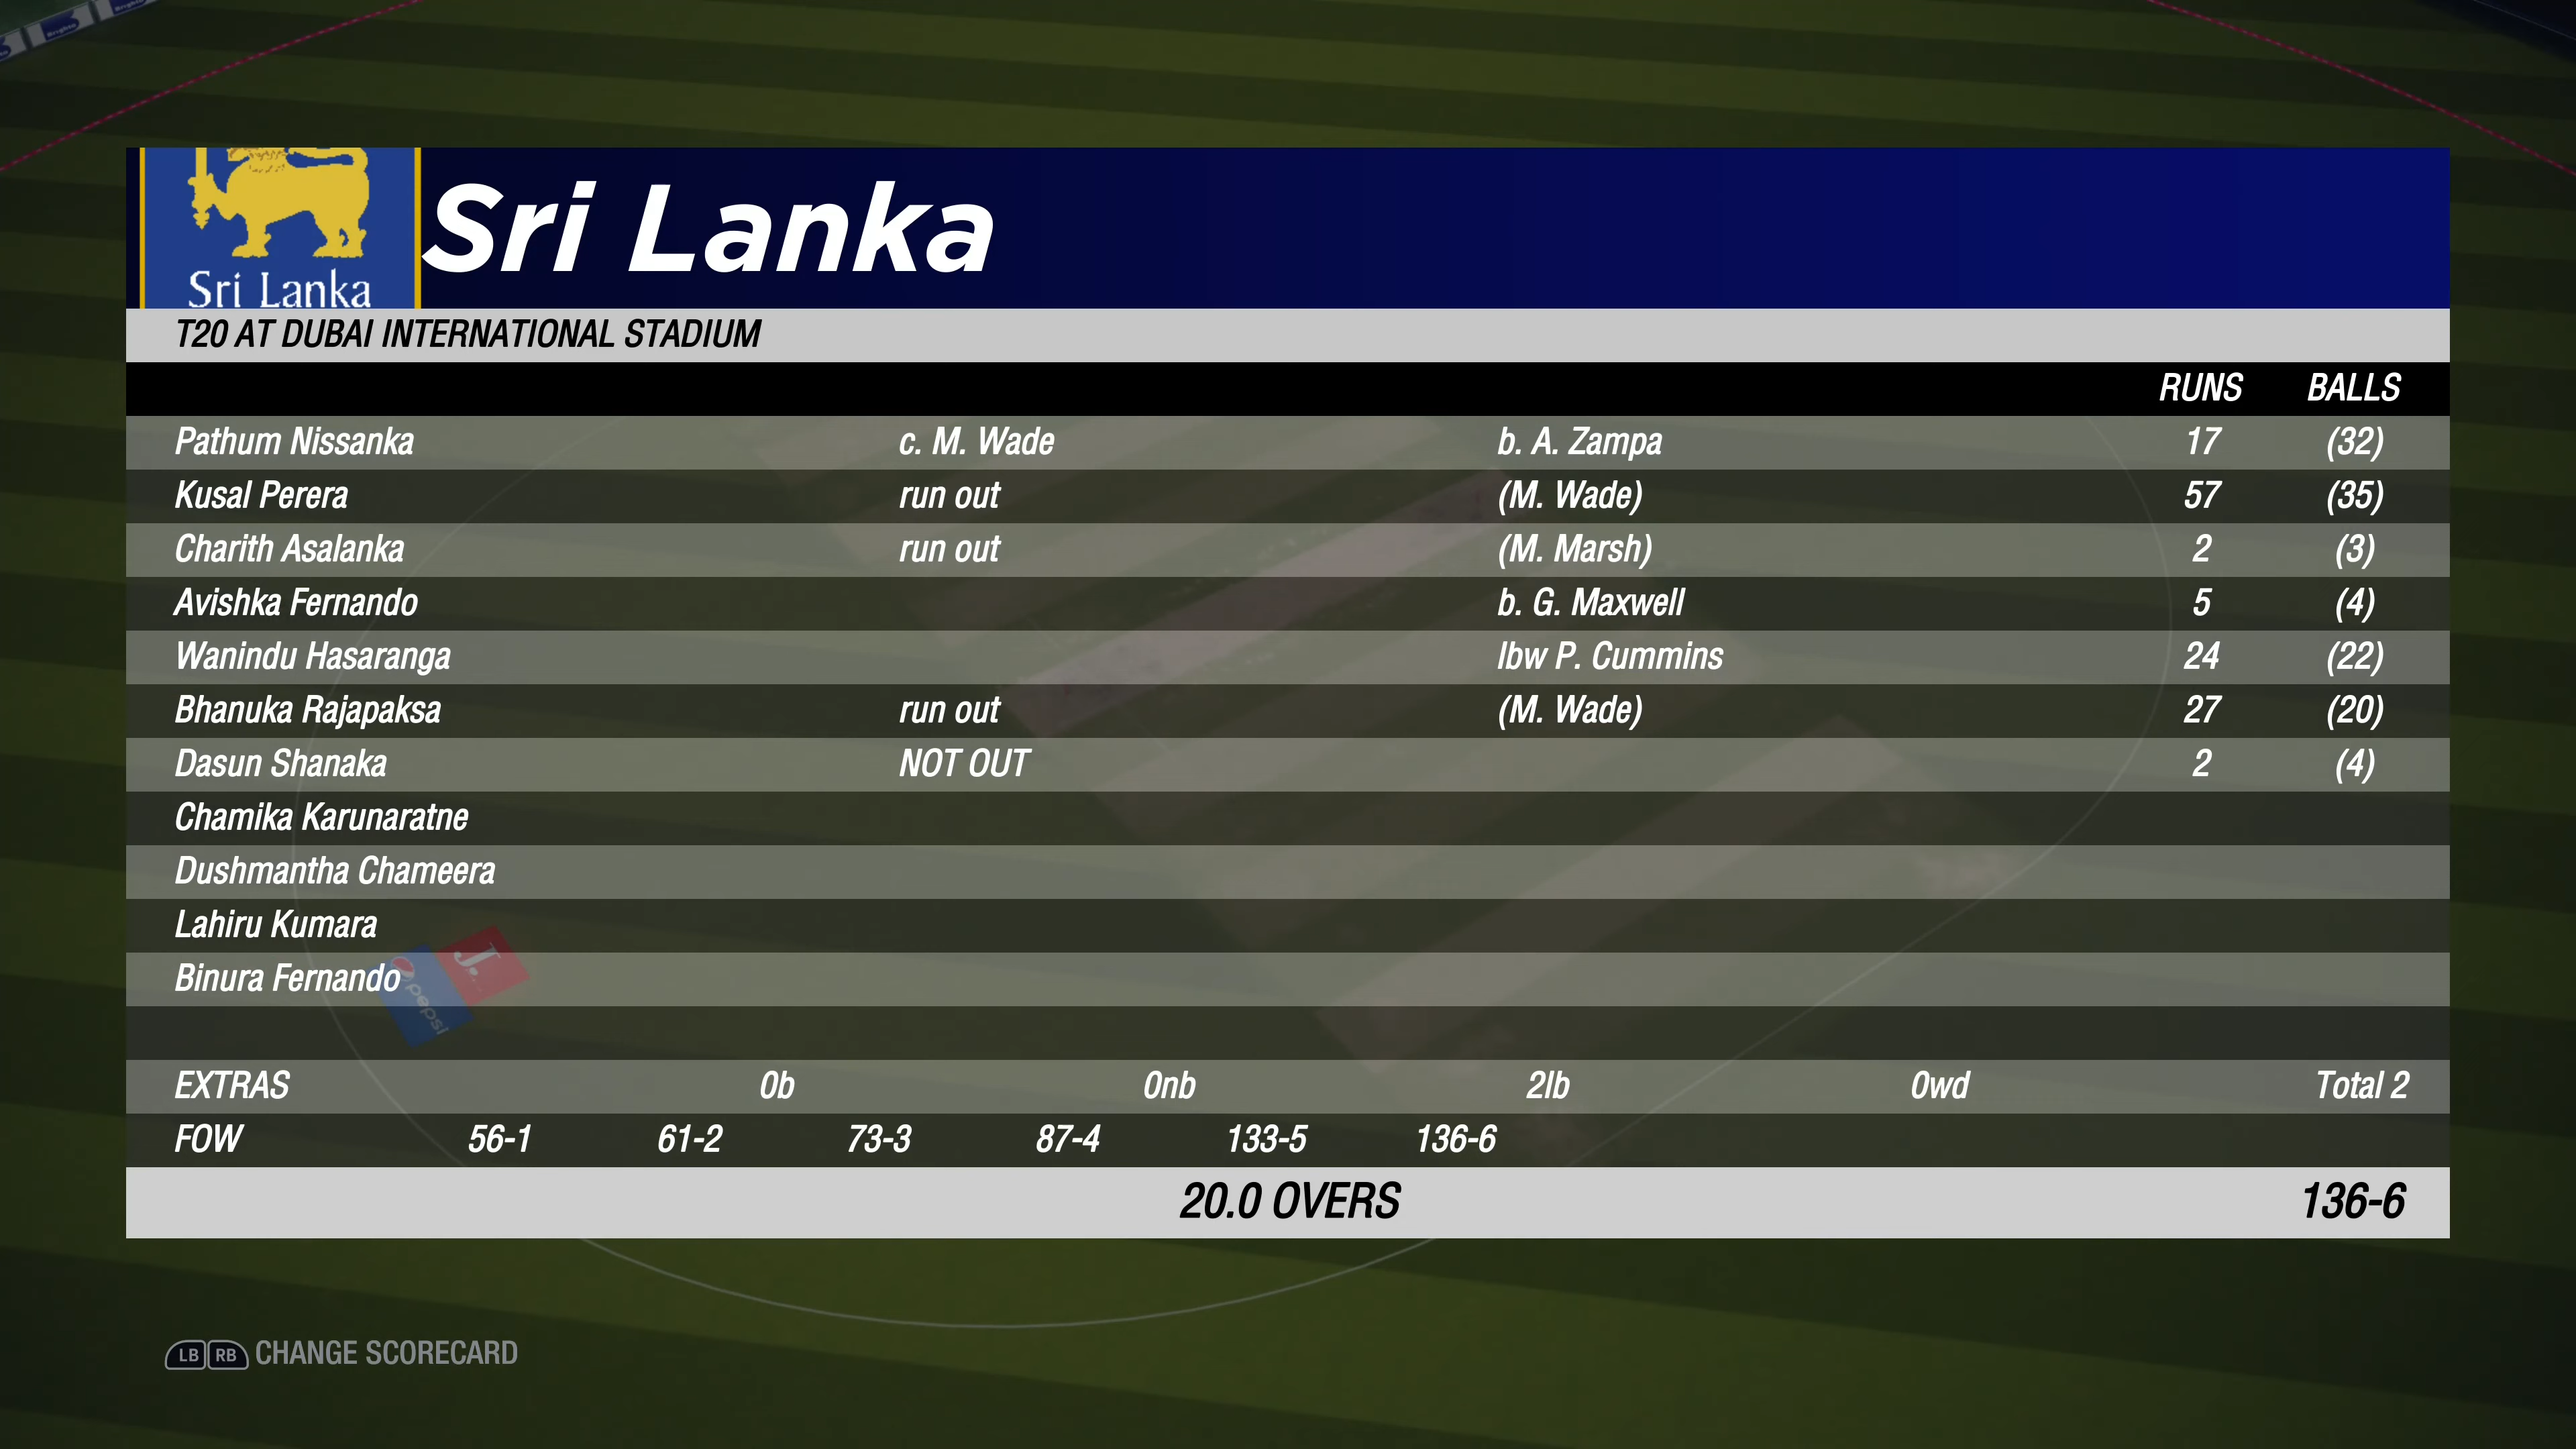 Sri Lanka
Sri Lanka
T20 AT DUBAI INTERNATIONAL STADIUM
RUNS BALLS
Pathum Nissanka c. M. Wade b. A. Zampa 17 (32)
Kusal Perera run out (M. Wade) 57 (35)
Charith Asalanka run out (M. Marsh) 2 (3)
Avishka Fernando b. G. Maxwell 5 (4)
Wanindu Hasaranga lbw P. Cummins 24 (22)
Bhanuka Rajapaksa run out (M. Wade) 27 (20)
Dasun Shanaka NOT OUT 2 (4)
Chamika Karunaratne
Dushmantha Chameera
Lahiru Kumara
Binura Fernando
J.
pepsi
EXTRAS 0b 0nb 2lb 0wd Total 2
FOW 56-1 61-2 73-3 87-4 133-5 136-6
20.0 OVERS 136-6
LB RB CHANGE SCORECARD